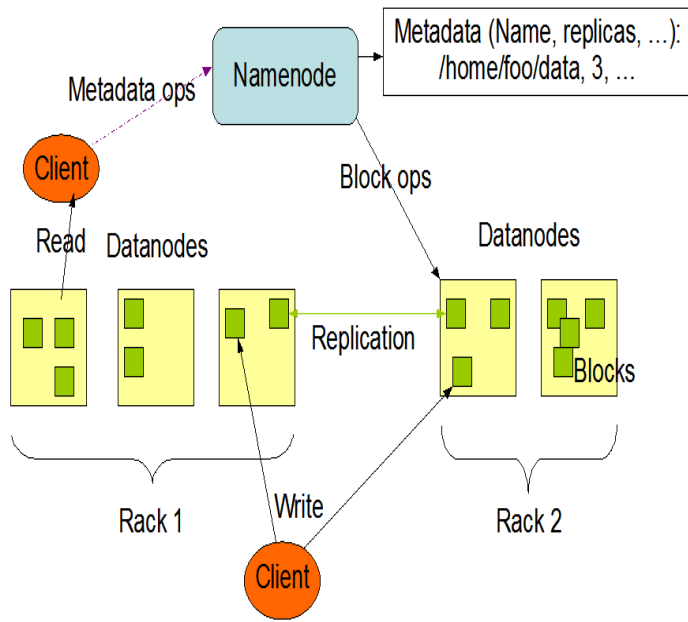 Metadata (Name, replicas, …):
/home/foo/data, 3, …
Namenode
Metadata ops
Client
Block ops
Read
Datanodes
Datanodes
Replication
Blocks
Rack 1
Write
Rack 2
Client